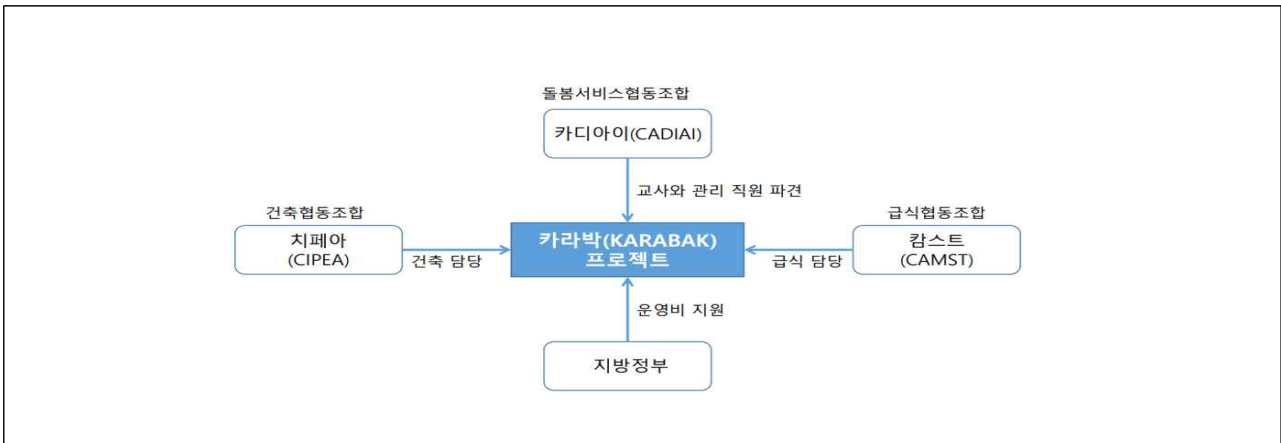 돌봄서비스협동조합
카디아이(CADIAI)
교사와 관리 직원 파견
건축협동조합
치페아
(CIPEA)
건축 담당
카라박(KARABAK)
프로젝트
급식협동조합
캄스트
(CAMST)
급식 담당
운영비 지원
지방정부